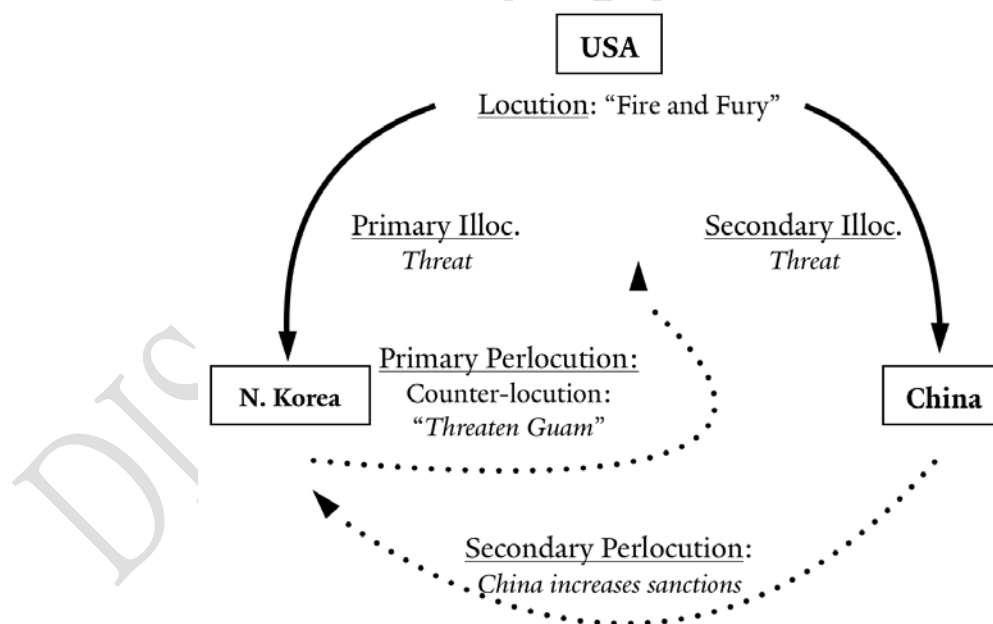 USA
Locution: “Fire and Fury”
Primary Illoc.
Threat
Secondary Illoc.
Threat
N. Korea
Primary Perlocution:
Counter-locution:
“Threaten Guam”
China
Secondary Perlocution:
China increases sanctions
DIS